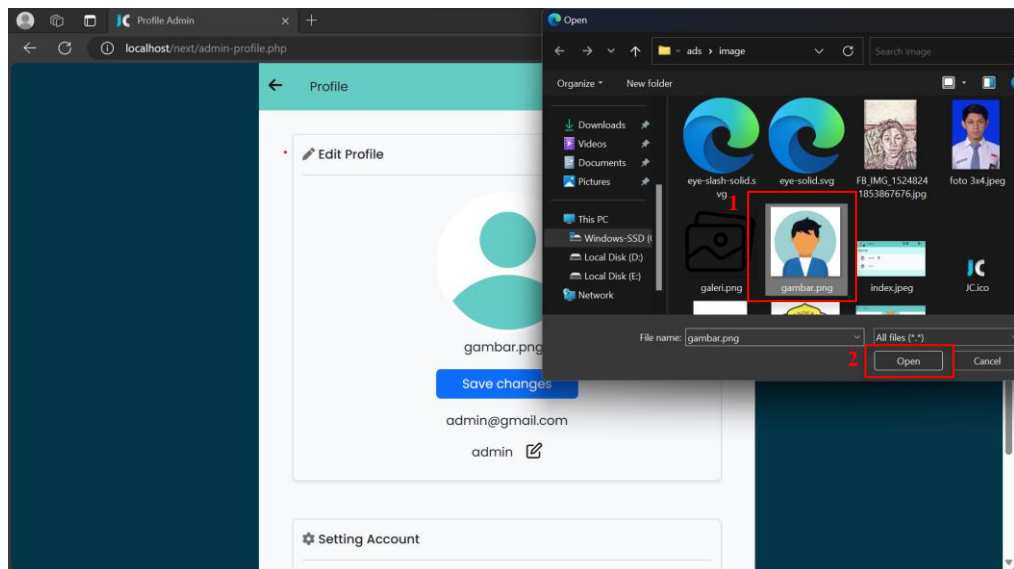 Profile Admin
localhost/next/admin-profile.php
Profile
Edit Profile
gambar.png
Save changes
admin@gmail.com
admin
Setting Account
Open
ads › image
Search image
Organize
New folder
Downloads
Videos
Documents
Pictures
This PC
Windows-SSD (
Local Disk (D:)
Local Disk (E:)
Network
eye-slash-solid.s
vg
eye-solid.svg
FB_IMG_1524824
1853867676.jpg
foto 3x4.jpeg
1
galeri.png
gambar.png
index.jpeg
JC
JC.ico
File name:
gambar.png
All files (*.*)
2
Open
Cancel